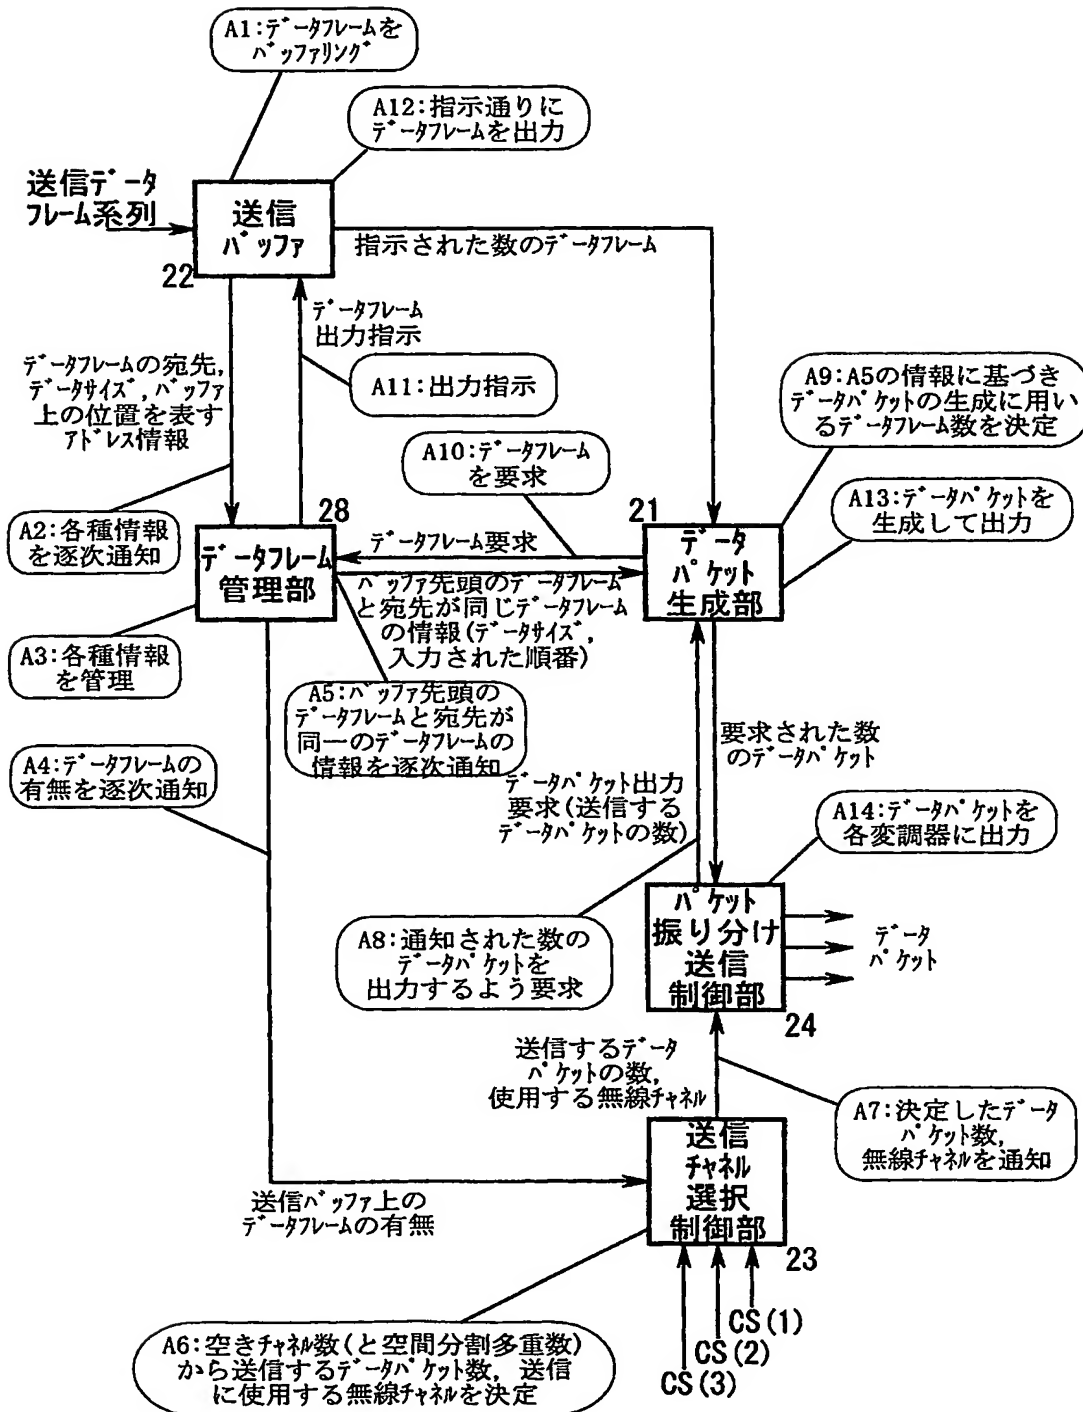 A1:データフレームを
バッファリング
A12:指示通りに
データフレームを出力
送信データ
フレーム系列
送信
バッファ
22
指示された数のデータフレーム
データフレーム
出力指示
データフレームの宛先,
データサイズ,バッファ
上の位置を表す
アドレス情報
A11:出力指示
A9:A5の情報に基づき
データパケットの生成に用い
るデータフレーム数を決定
A10:データフレーム
を要求
A2:各種情報
を逐次通知
28
データフレーム
管理部
データフレーム要求
21
データ
パケット
生成部
A13:データパケットを
生成して出力
バッファ先頭のデータフレーム
と宛先が同じデータフレーム
の情報(データサイズ,
入力された順番)
A3:各種情報
を管理
A5:バッファ先頭の
データフレームと宛先が
同一のデータフレームの
情報を逐次通知
A4:データフレームの
有無を逐次通知
要求された数
のデータパケット
データパケット出力
要求(送信する
データパケットの数)
A14:データパケットを
各変調器に出力
A8:通知された数の
データパケットを
出力するよう要求
パケット
振り分け
送信
制御部
24
データ
パケット
送信するデータ
パケットの数,
使用する無線チャネル
A7:決定したデータ
パケット数,
無線チャネルを通知
送信
チャネル
選択
制御部
23
送信バッファ上の
データフレームの有無
CS(1)
CS(2)
CS(3)
A6:空きチャネル数(と空間分割多重数)
から送信するデータパケット数,送信
に使用する無線チャネルを決定